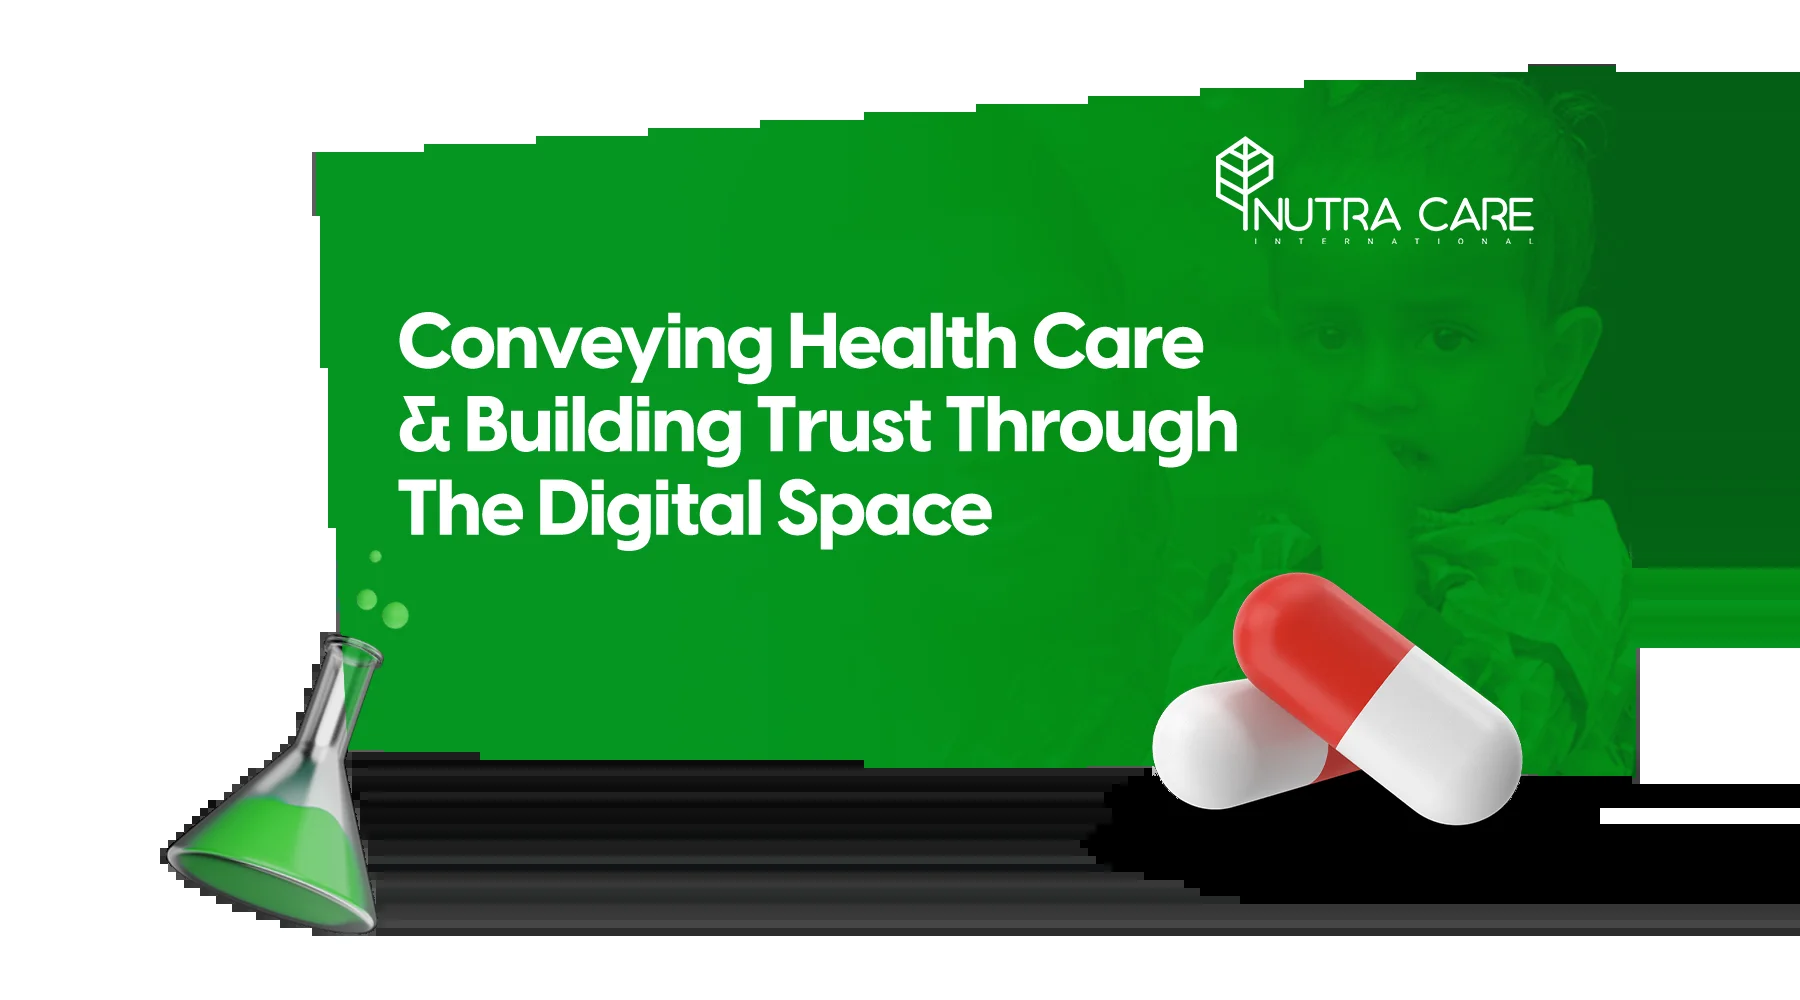 NUTRA CARE
INTERNATIONAL
Conveying Health Care
& Building Trust Through
The Digital Space